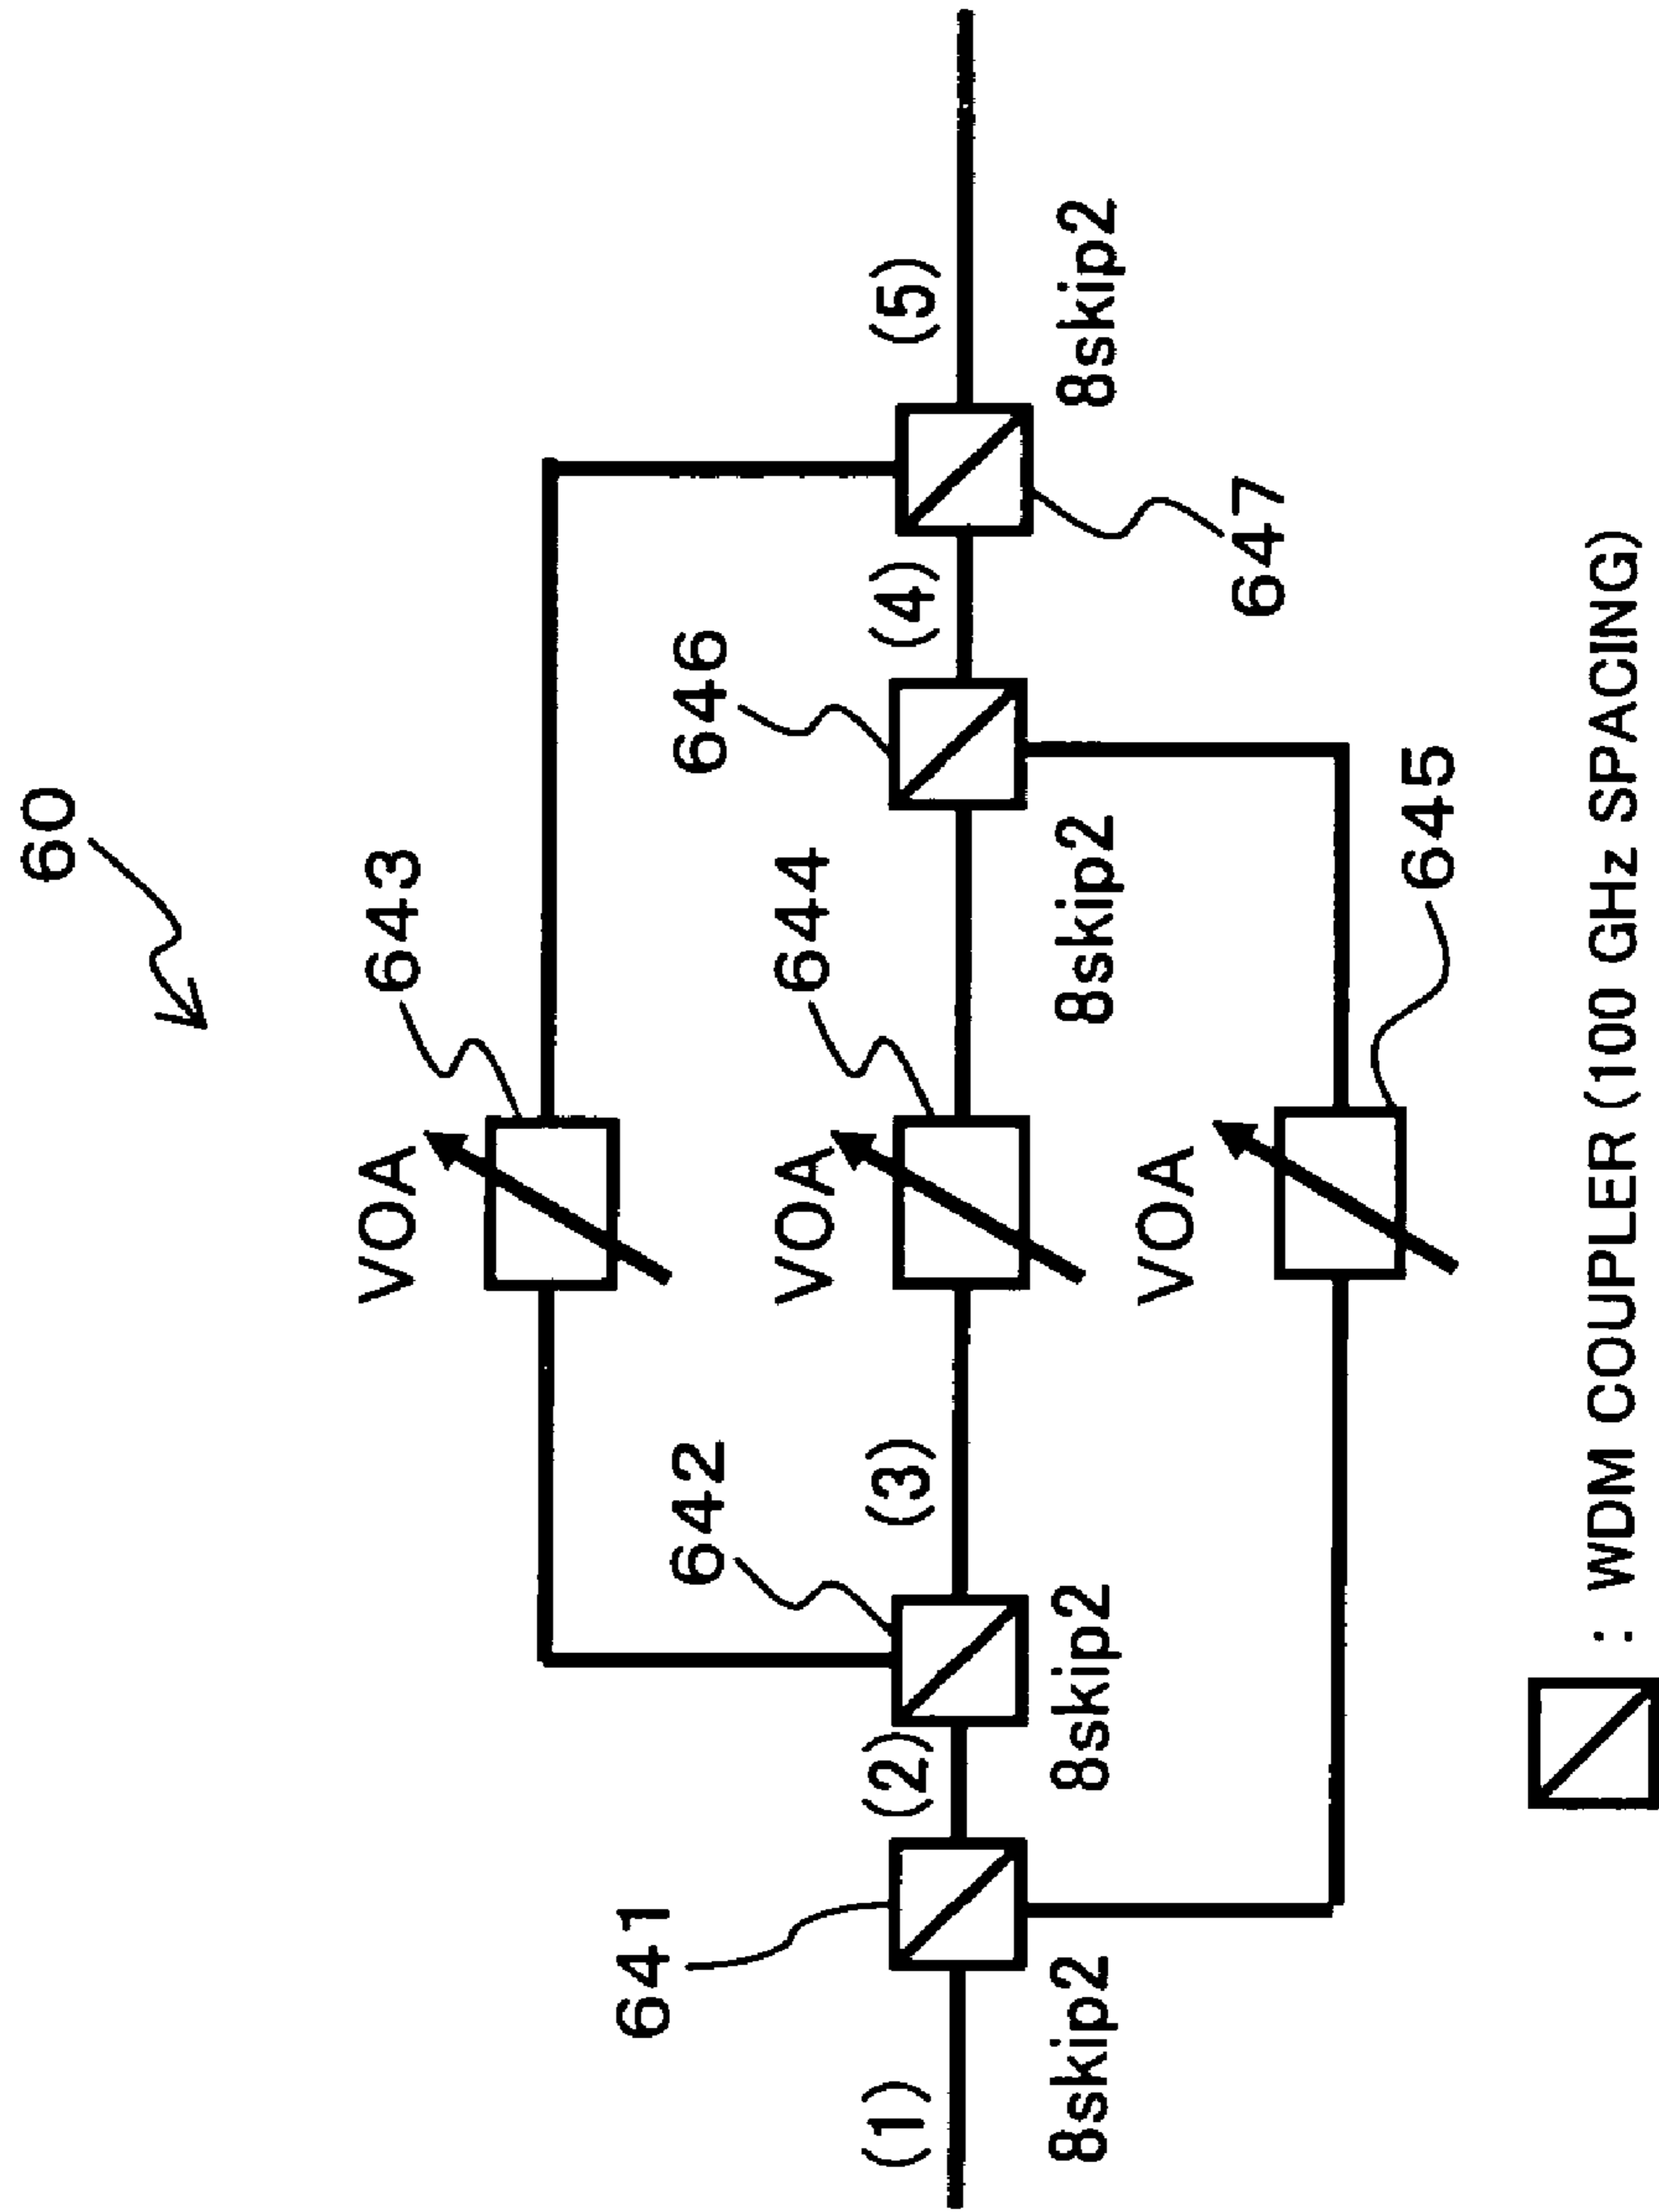 60
VOA
643
641
642
646
VOA
644
(1)
(2)
(3)
(4)
(5)
8skip2
8skip2
8skip2
8skip2
VOA
647
645
: WDM COUPLER (100 GHz SPACING)